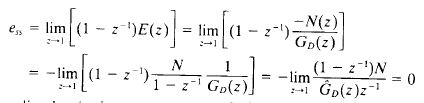 e_{ss} = \lim_{z \to 1} \left[ (1 - z^{-1})E(z) \right] = \lim_{z \to 1} \left[ (1 - z^{-1}) \frac{-N(z)}{G_D(z)} \right]
= -\lim_{z \to 1} \left[ (1 - z^{-1}) \frac{N}{1 - z^{-1}} \frac{1}{G_D(z)} \right] = -\lim_{z \to 1} \frac{(1 - z^{-1})N}{\hat{G}_D(z)z^{-1}} = 0